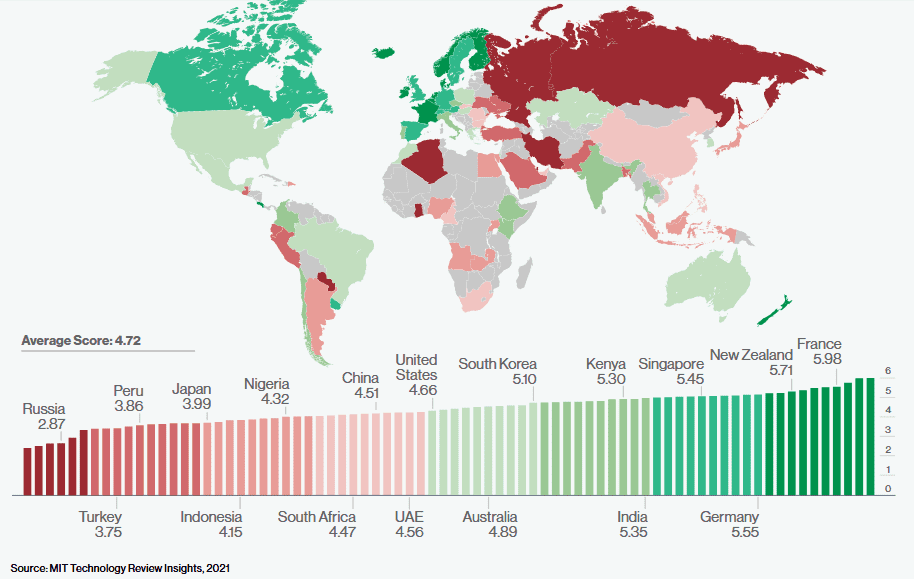 Average Score: 4.72
Russia
2.87
Peru
3.86
Japan
3.99
Nigeria
4.32
China
4.51
United
States
4.66
South Korea
5.10
Kenya
5.30
Singapore
5.45
New Zealand
5.71
France
5.98
6
5
4
3
2
1
0
Turkey
3.75
Indonesia
4.15
South Africa
4.47
UAE
4.56
Australia
4.89
India
5.35
Germany
5.55
Source: MIT Technology Review Insights, 2021